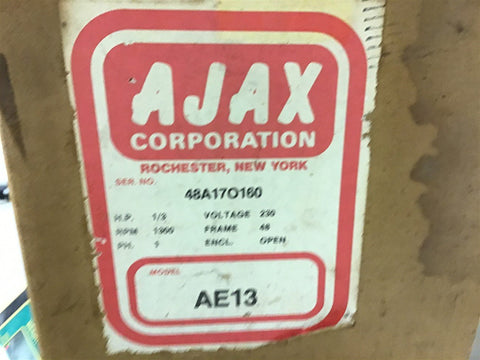 AJAX
CORPORATION
ROCHESTER, NEW YORK
SER. NO.
48A17O160
H.P. 1/3 VOLTAGE 230
RPM 1300 FRAME 48
PH. 1 ENCL. OPEN
MODEL
AE13